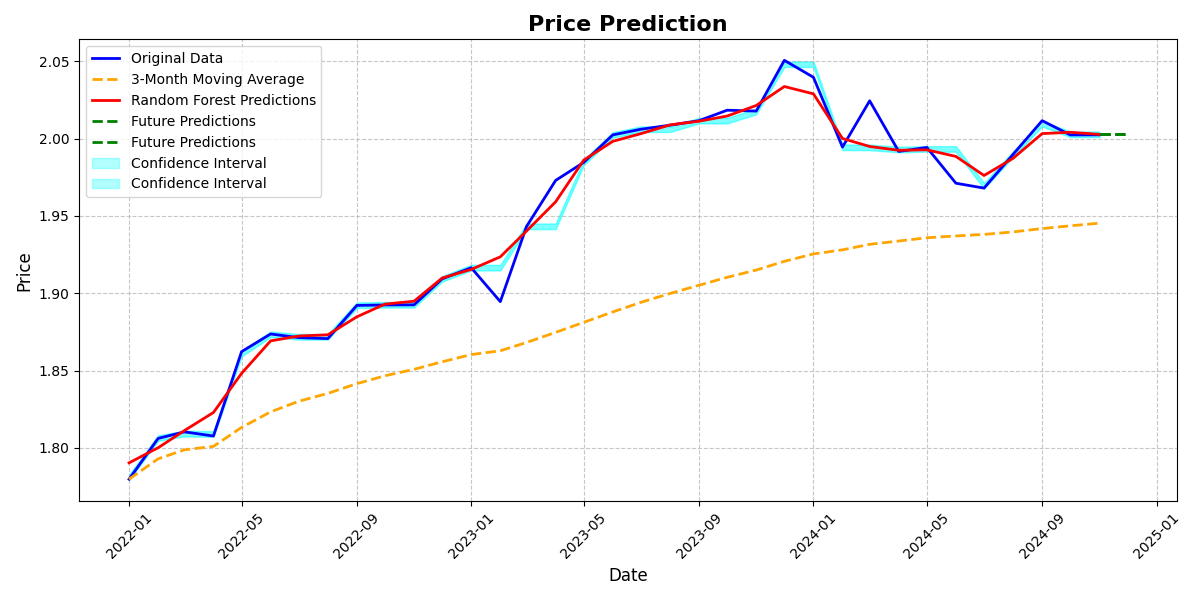 Price Prediction
Original Data
3-Month Moving Average
Random Forest Predictions
Future Predictions
Future Predictions
Confidence Interval
Confidence Interval
Price
2.05
2.00
1.95
1.90
1.85
1.80
2022-01
2022-05
2022-09
2023-01
2023-05
2023-09
2024-01
2024-05
2024-09
2025-01
Date